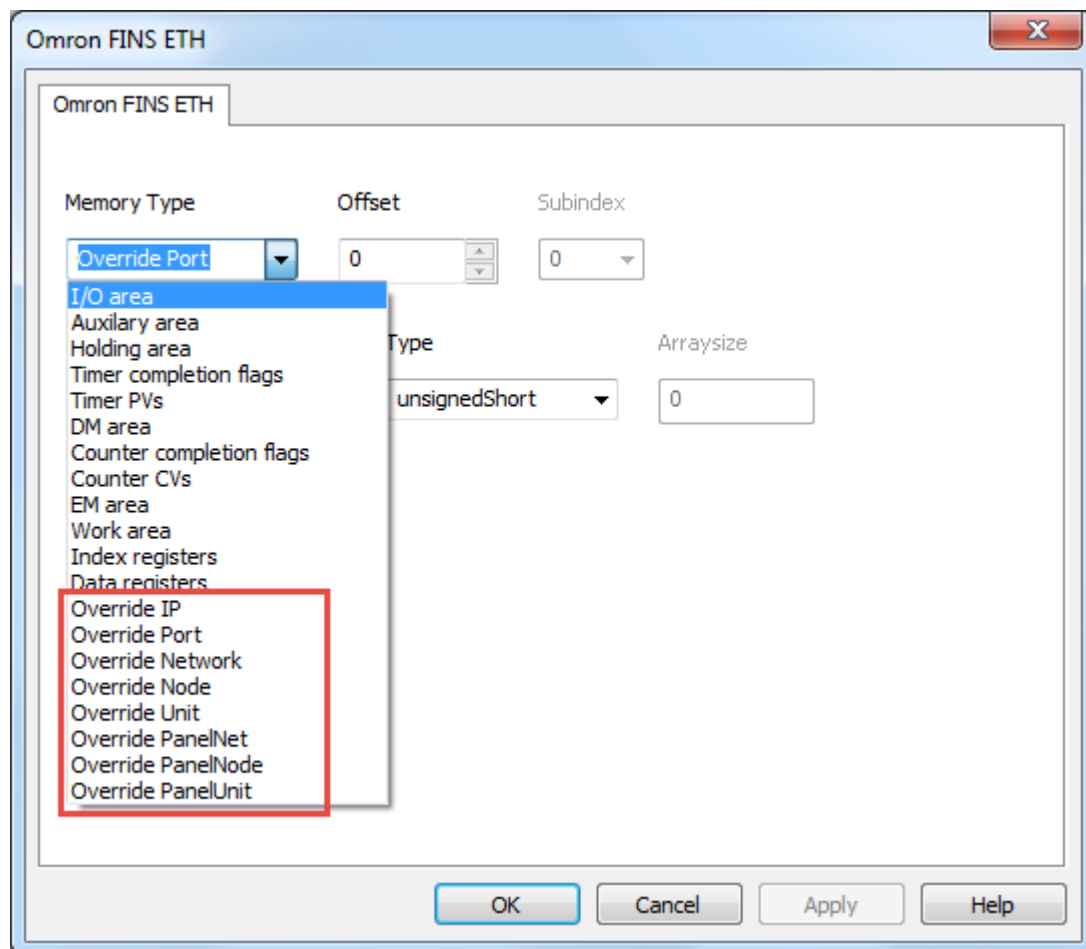 Omron FINS ETH
Omron FINS ETH
Memory Type Offset Subindex
Override Port 0 0
I/O area
Auxilary area
Holding area
Timer completion flags
Timer PVs
DM area
Counter completion flags
Counter CVs
EM area
Work area
Index registers
Data registers
Override IP
Override Port
Override Network
Override Node
Override Unit
Override PanelNet
Override PanelNode
Override PanelUnit
Type Arraysize
unsignedShort 0
OK Cancel Apply Help